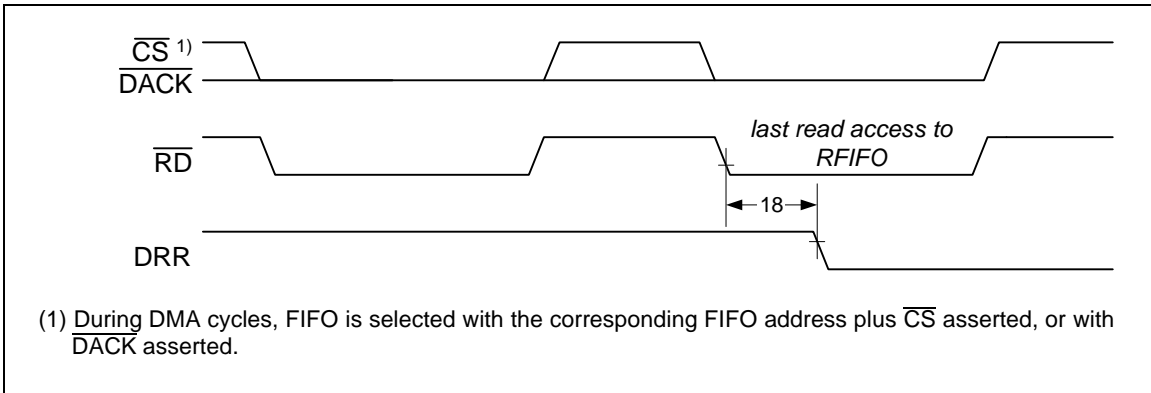 CS 1)
DACK
RD
last read access to
RFIFO
18
DRR
(1) During DMA cycles, FIFO is selected with the corresponding FIFO address plus CS asserted, or with
DACK asserted.